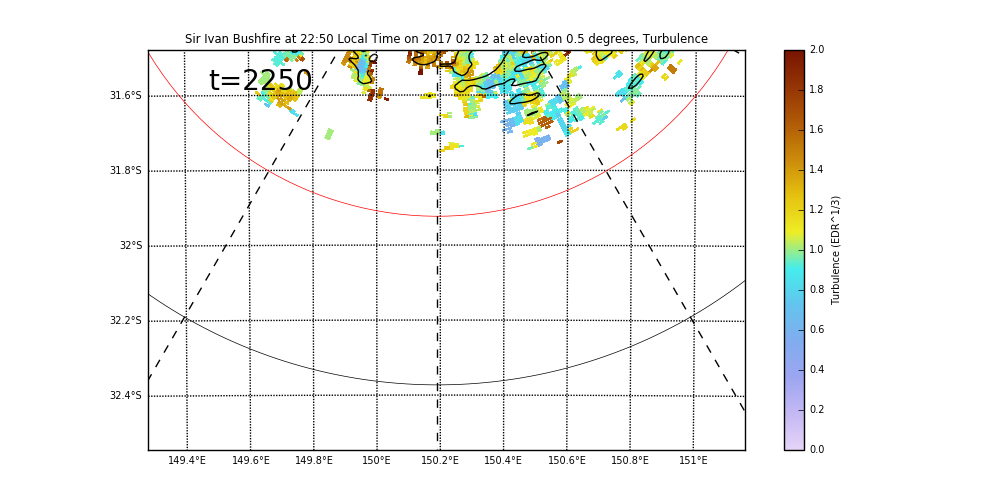 Sir Ivan Bushfire at 22:50 Local Time on 2017 02 12 at elevation 0.5 degrees, Turbulence
t=2250
31.6°S
31.8°S
32°S
32.2°S
32.4°S
149.4°E 149.6°E 149.8°E 150°E 150.2°E 150.4°E 150.6°E 150.8°E 151°E
2.0
1.8
1.6
1.4
1.2
1.0
0.8
0.6
0.4
0.2
0.0
Turbulence (EDR^1/3)